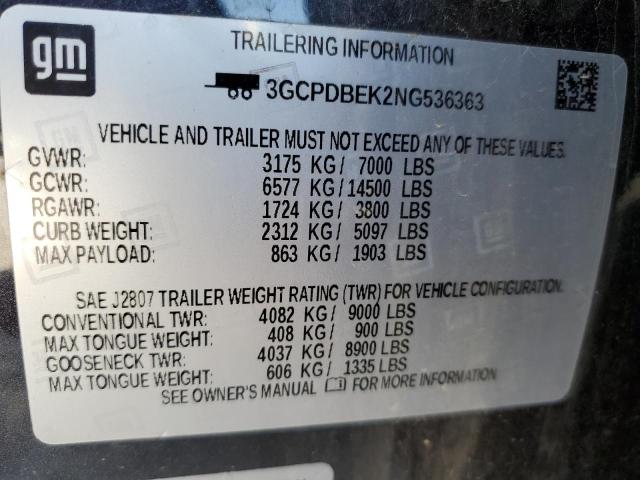 gm
TRAILERING INFORMATION
3GCPDBEK2NG536363
VEHICLE AND TRAILER MUST NOT EXCEED ANY OF THESE VALUES.
GVWR: 3175 KG/ 7000 LBS
GCWR: 6577 KG/14500 LBS
RGAWR: 1724 KG/ 3800 LBS
CURB WEIGHT: 2312 KG/ 5097 LBS
MAX PAYLOAD: 863 KG/ 1903 LBS
SAE J2807 TRAILER WEIGHT RATING (TWR) FOR VEHICLE CONFIGURATION.
CONVENTIONAL TWR: 4082 KG/ 9000 LBS
MAX TONGUE WEIGHT: 408 KG/ 900 LBS
GOOSENECK TWR: 4037 KG/ 8900 LBS
MAX TONGUE WEIGHT: 606 KG/ 1335 LBS
SEE OWNER'S MANUAL FOR MORE INFORMATION